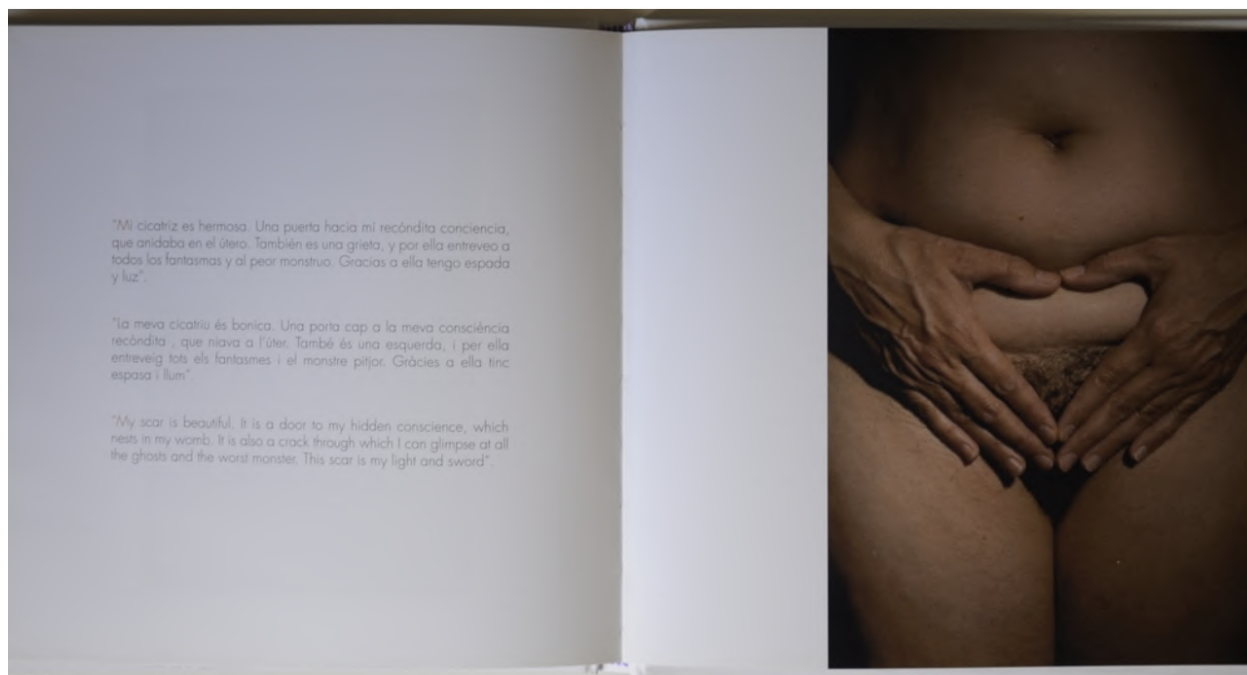 "Mi cicatriz es hermosa. Una puerta hacia mi recóndita conciencia,
que anidaba en el útero. También es una grieta, y por ella entreveo a
todos los fantasmas y al peor monstruo. Gracias a ella tengo espada
y luz".
"La meva cicatriu és bonica. Una porta cap a la meva consciència
recòndita , que niava a l'úter. També és una esquerda, i per ella
entreveig tots els fantasmes i el monstre pitjor. Gràcies a ella tinc
espasa i llum".
"My scar is beautiful. It is a door to my hidden conscience, which
nests in my womb. It is also a crack through which I can glimpse at all
the ghosts and the worst monster. This scar is my light and sword".